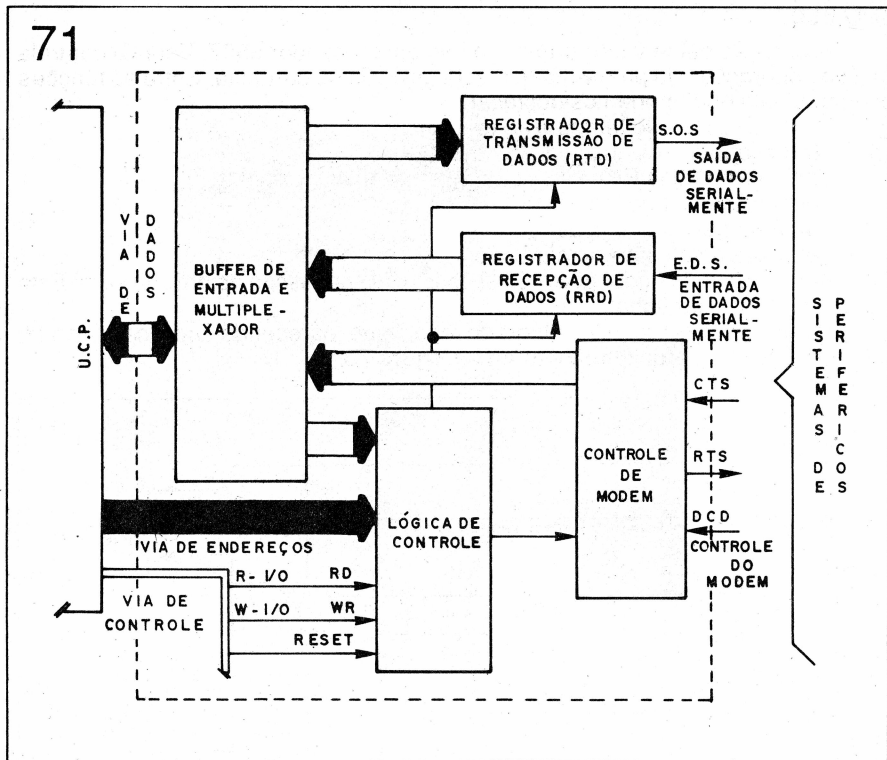 71
U.C.P.
VIA DE
DADOS
BUFFER DE
ENTRADA E
MULTIPLE-
XADOR
REGISTRADOR DE
TRANSMISSÃO DE
DADOS (RTD)
S.O.S
SAÍDA
DE DADOS
SERIAL-
MENTE
REGISTRADOR DE
RECEPÇÃO DE
DADOS (RRD)
E.D.S.
ENTRADA
DE DADOS
SERIAL-
MENTE
CONTROLE
DE
MODEM
CTS
RTS
DCD
CONTROLE
DO
MODEM
LÓGICA DE
CONTROLE
VIA DE ENDEREÇOS
VIA DE
CONTROLE
R- I/O RD
W-I/O WR
RESET
SISTEMAS DE
PERIFERICOS